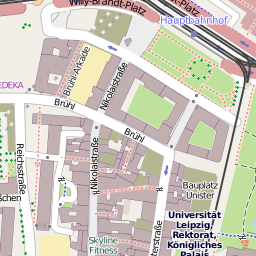 Willy-Brandt-Platz
t-Platz
Hauptbahnhof
EDEKA
Brühl-Arkade
Nikolaistraße
Brühl
Brühl
Reichsstraße
Nikolaistraße
Bauplatz
Unister
Universität
Leipzig,
Rektorat,
Königliches
Palais
Skyline
Fitness